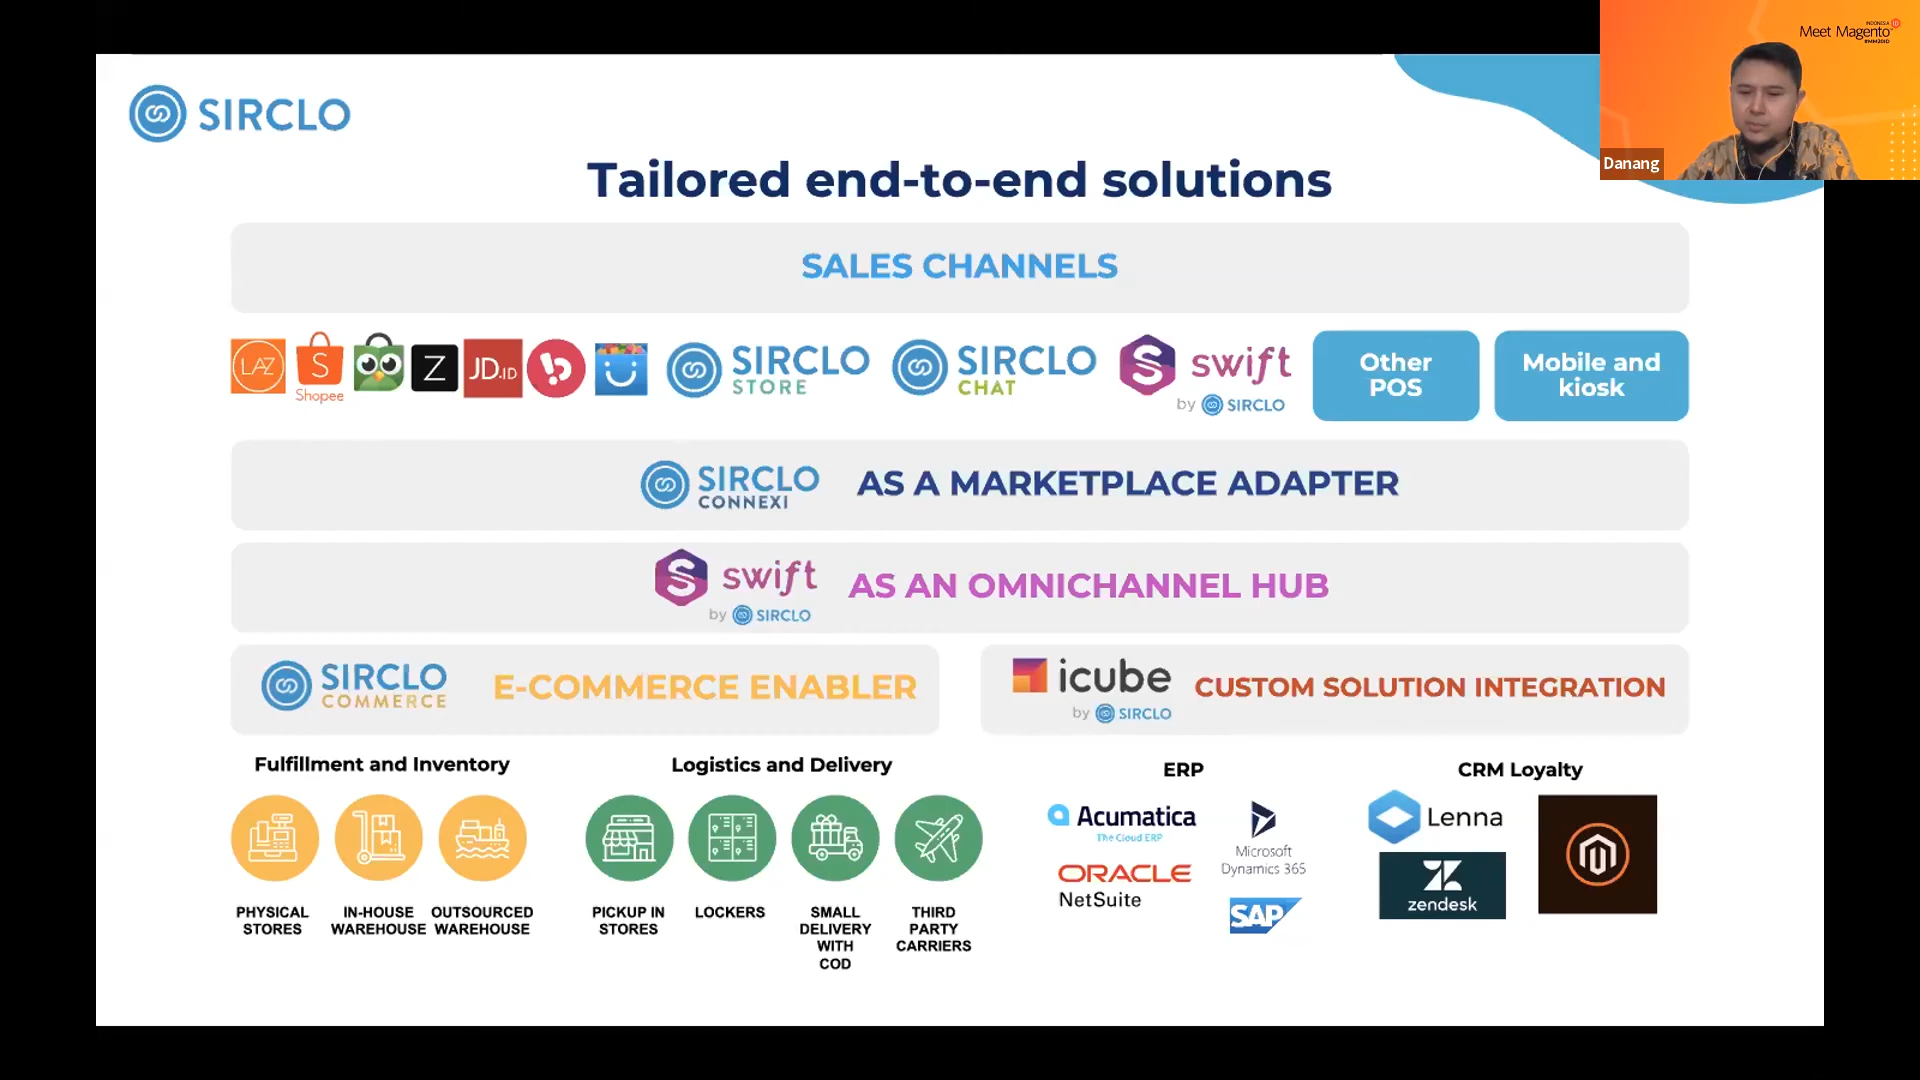 INDONESIA
Meet Magento
#MM20ID
Danang
SIRCLO
Tailored end-to-end solutions
SALES CHANNELS
LAZ
S
Shopee
Z
JD.ID
SIRCLO
STORE
SIRCLO
CHAT
swift
by SIRCLO
Other
POS
Mobile and
kiosk
SIRCLO
CONNEXI
AS A MARKETPLACE ADAPTER
swift
by SIRCLO
AS AN OMNICHANNEL HUB
SIRCLO
COMMERCE
E-COMMERCE ENABLER
icube
by SIRCLO
CUSTOM SOLUTION INTEGRATION
Fulfillment and Inventory
PHYSICAL
STORES
IN-HOUSE
WAREHOUSE
OUTSOURCED
WAREHOUSE
Logistics and Delivery
PICKUP IN
STORES
LOCKERS
SMALL
DELIVERY
WITH
COD
THIRD
PARTY
CARRIERS
ERP
Acumatica
The Cloud ERP
Microsoft
Dynamics 365
ORACLE
NetSuite
SAP
CRM Loyalty
Lenna
zendesk